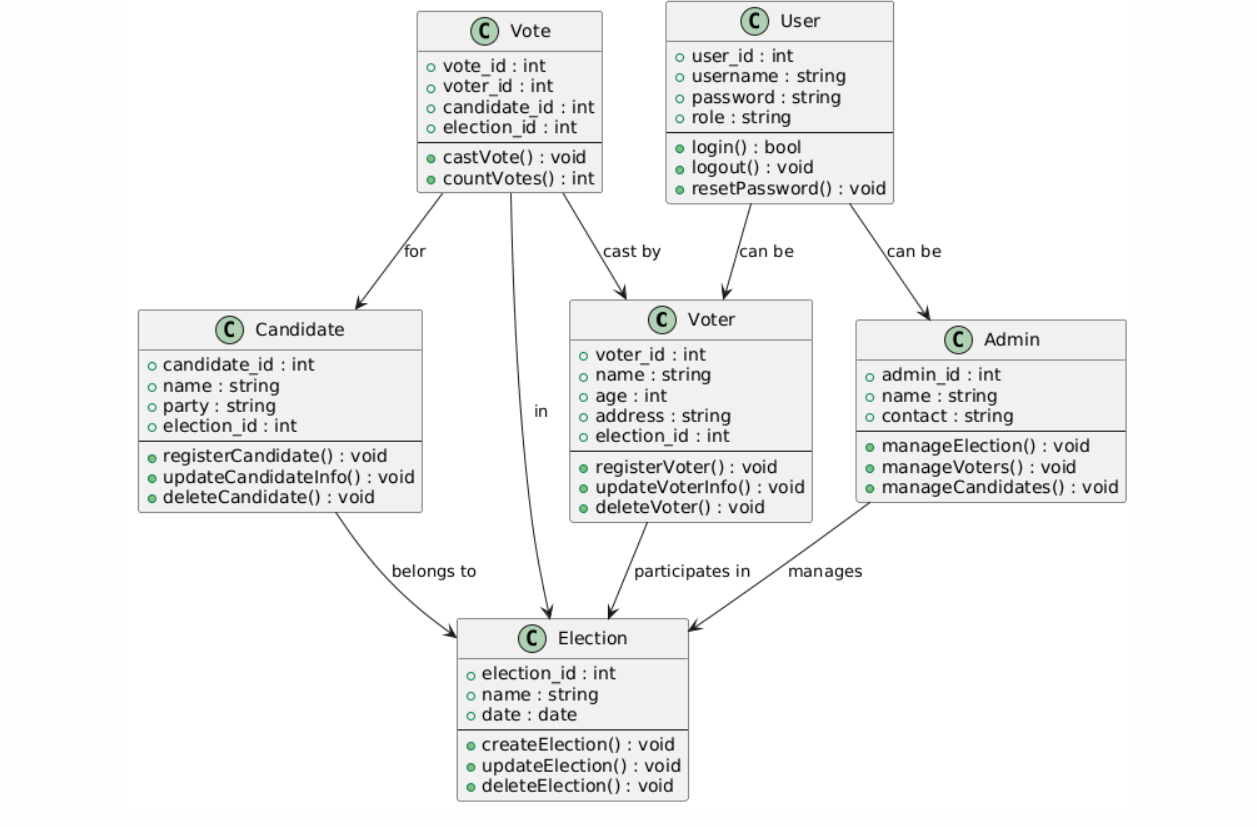 C Vote
vote_id : int
voter_id : int
candidate_id : int
election_id : int
castVote() : void
countVotes() : int
C User
user_id : int
username : string
password : string
role : string
login() : bool
logout() : void
resetPassword() : void
for
cast by
can be
can be
C Candidate
candidate_id : int
name : string
party : string
election_id : int
registerCandidate() : void
updateCandidateInfo() : void
deleteCandidate() : void
in
C Voter
voter_id : int
name : string
age : int
address : string
election_id : int
registerVoter() : void
updateVoterInfo() : void
deleteVoter() : void
C Admin
admin_id : int
name : string
contact : string
manageElection() : void
manageVoters() : void
manageCandidates() : void
belongs to
participates in
manages
C Election
election_id : int
name : string
date : date
createElection() : void
updateElection() : void
deleteElection() : void